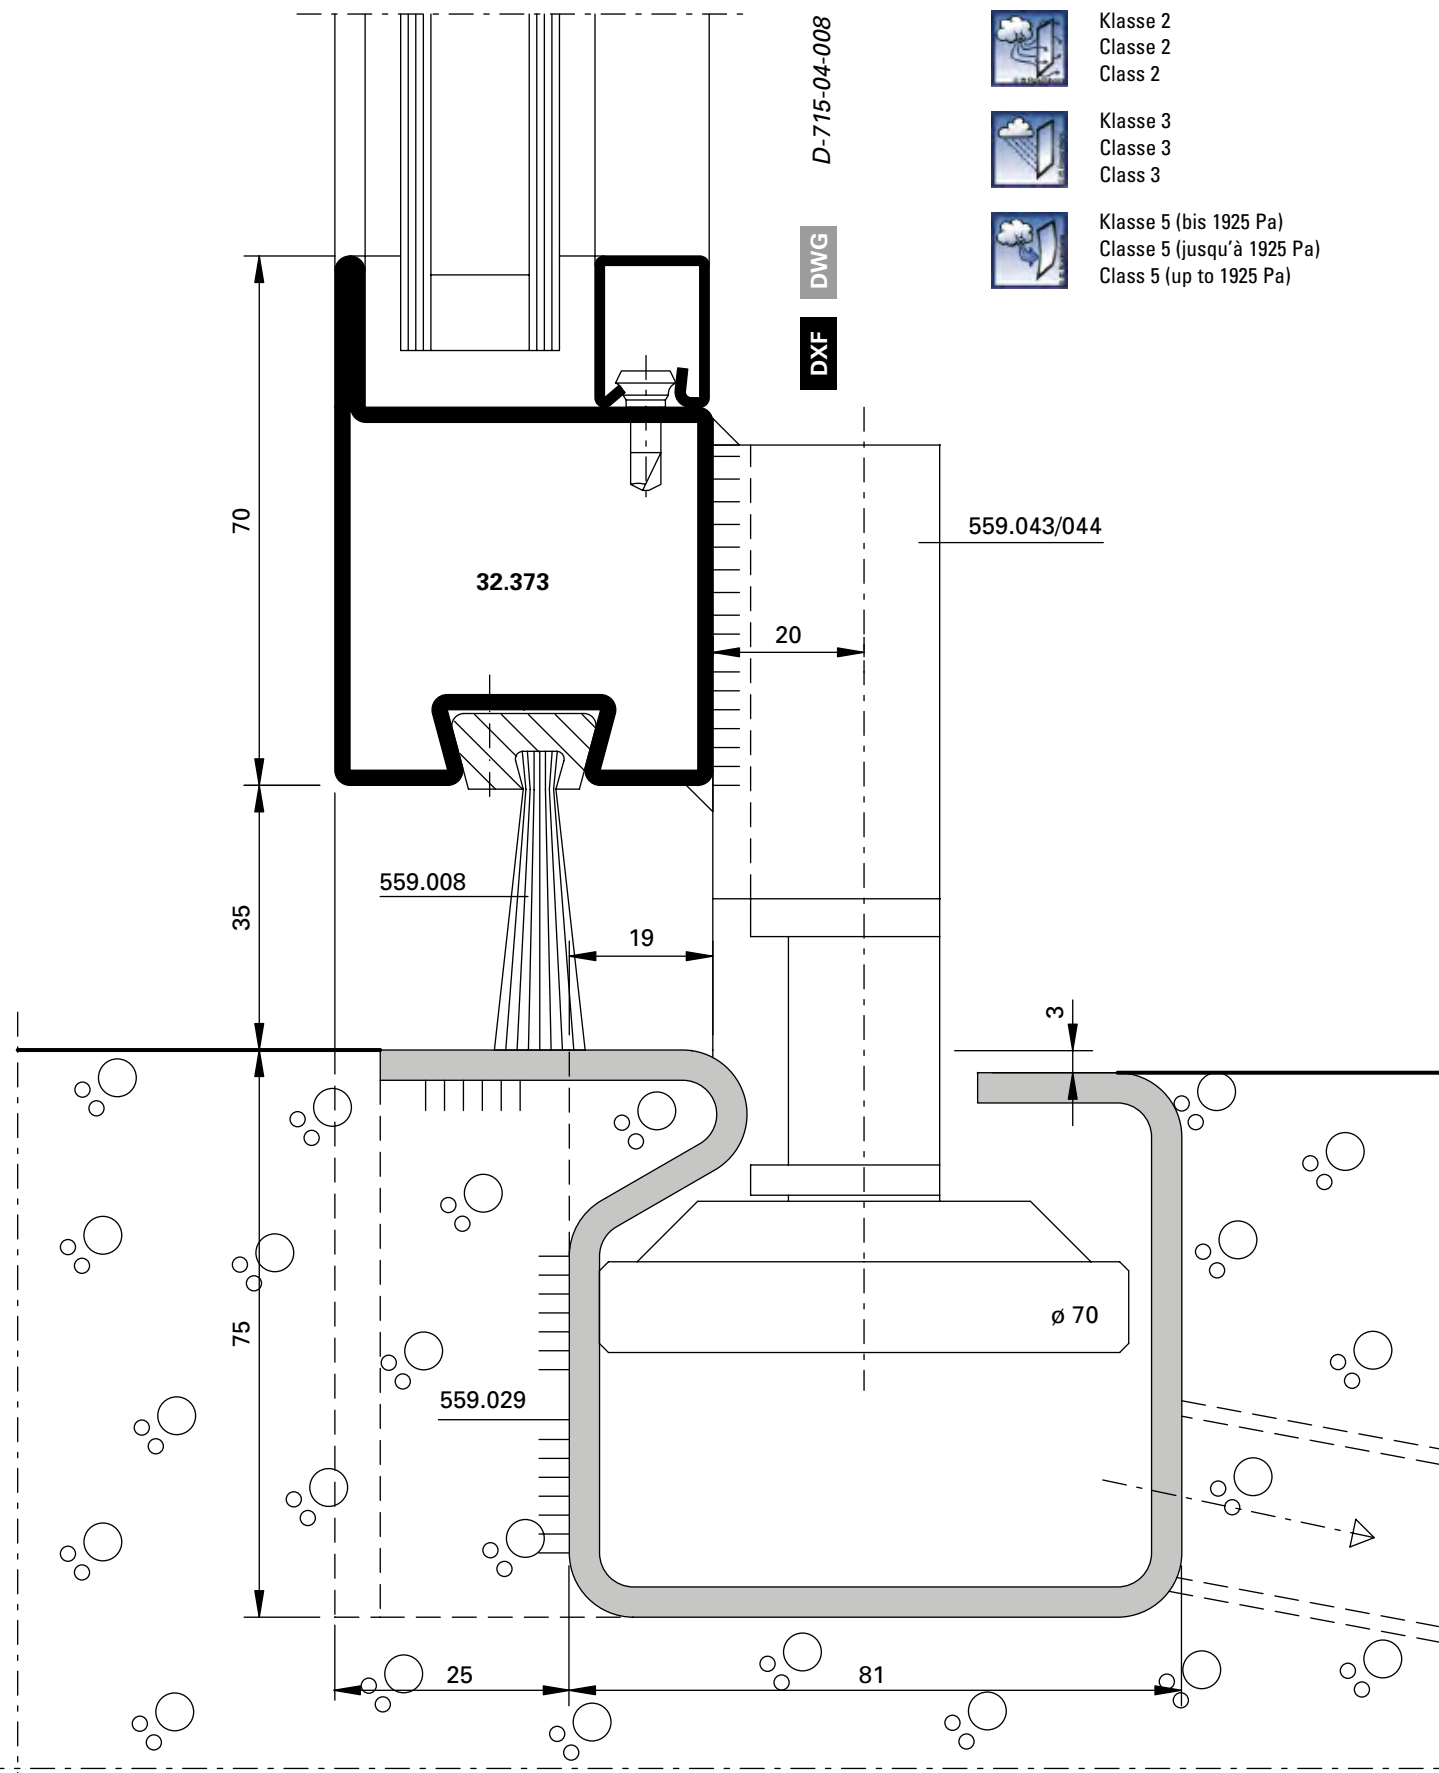 D-715-04-008
Klasse 2
Classe 2
Class 2
Klasse 3
Classe 3
Class 3
Klasse 5 (bis 1925 Pa)
Classe 5 (jusqu'à 1925 Pa)
Class 5 (up to 1925 Pa)
DWG
DXF
70
559.043/044
32.373
20
559.008
35
19
3
75
ø 70
559.029
25
81